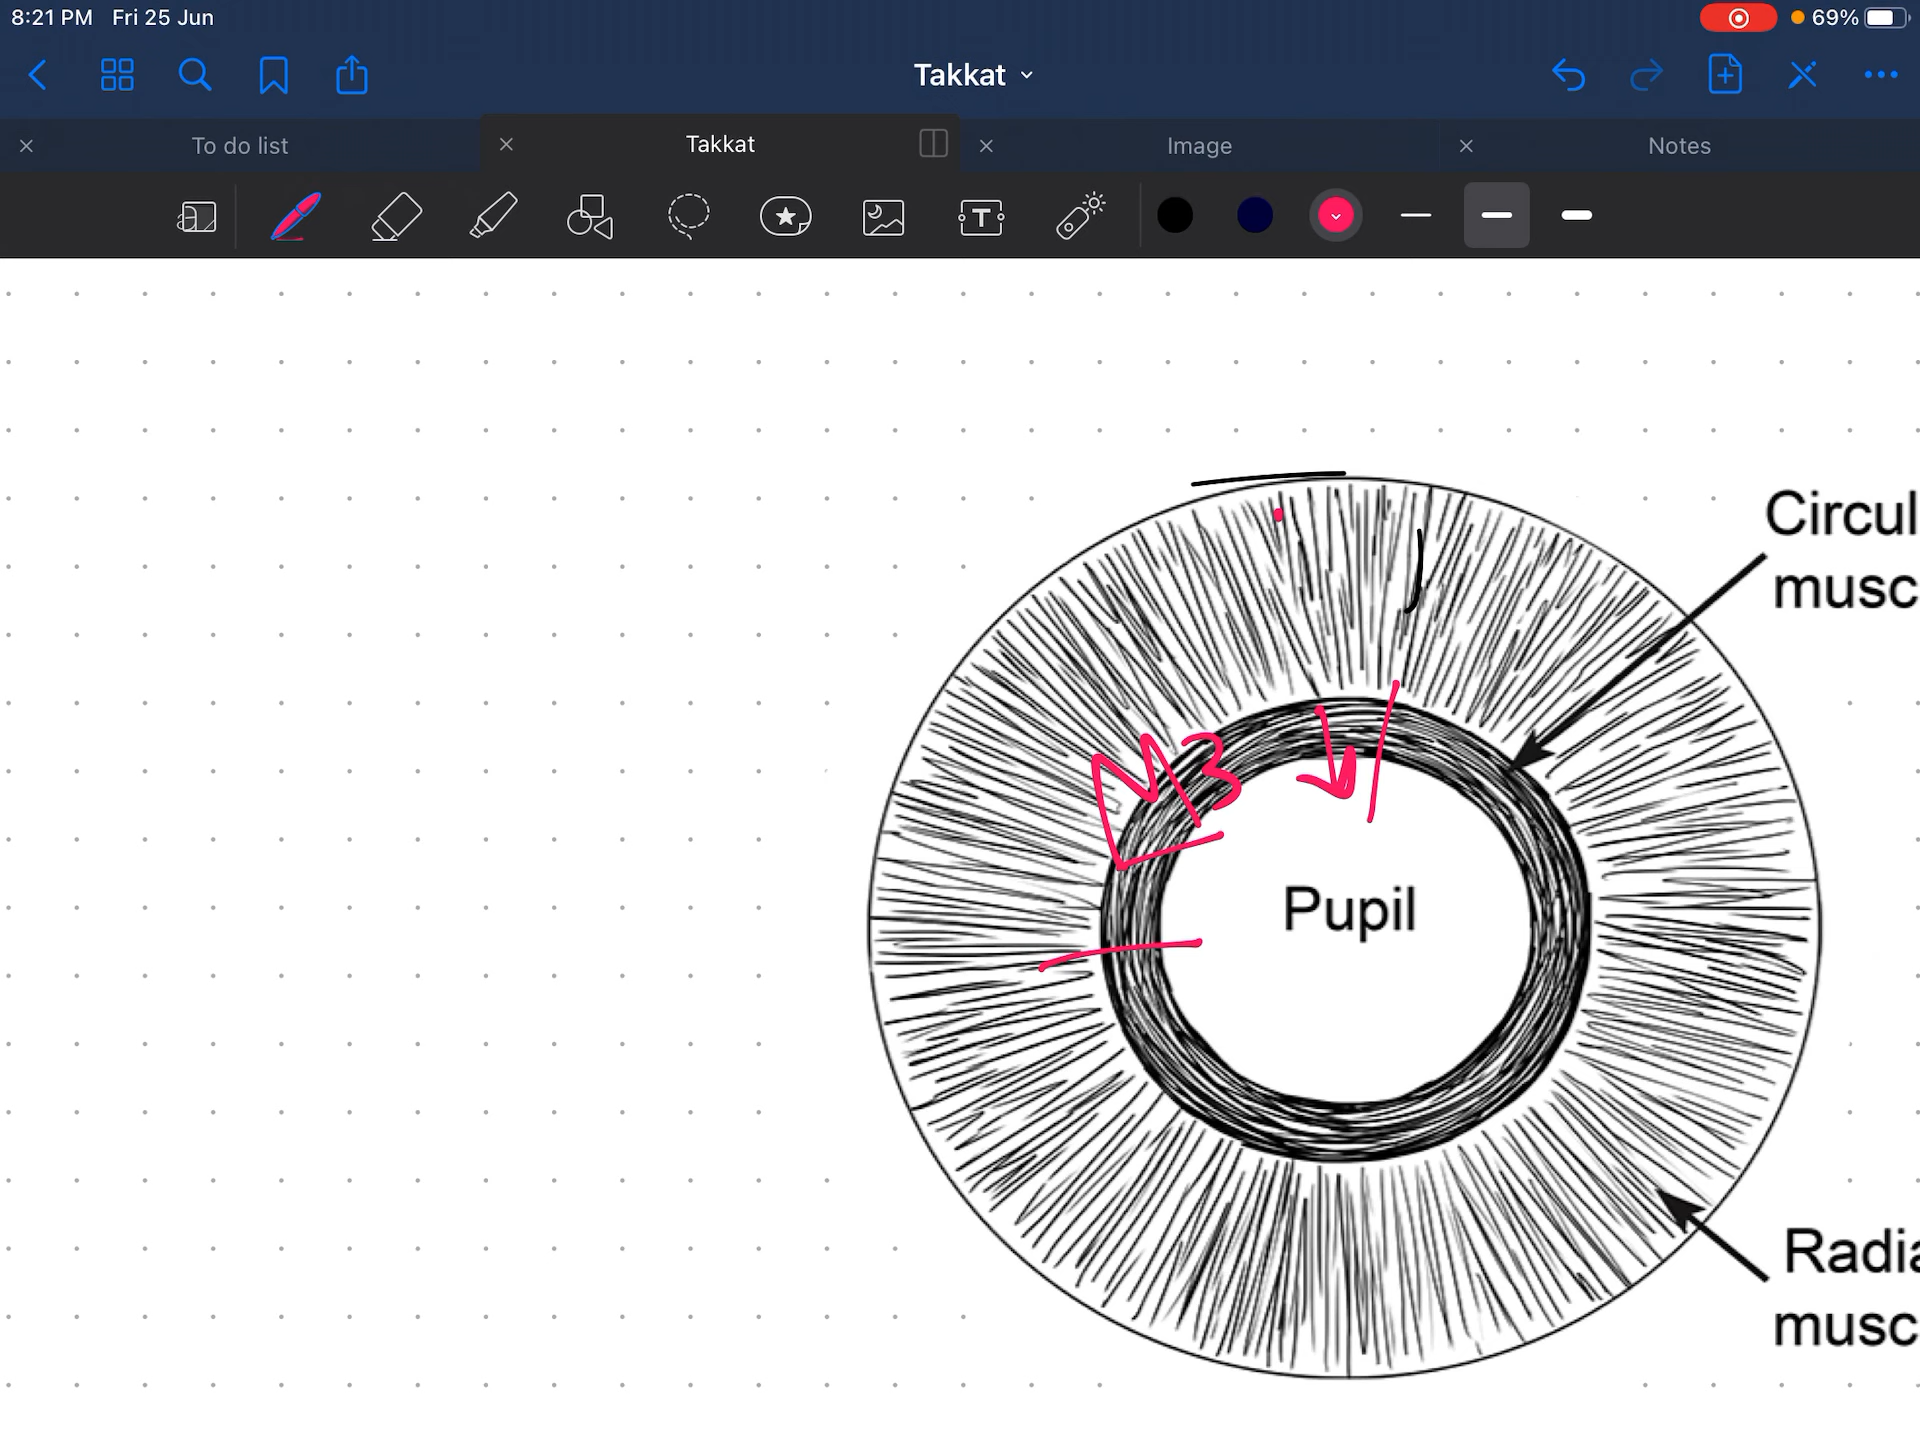 8:21 PM Fri 25 Jun
69%
Takkat
To do list
Takkat
Image
Notes
Circul
musc
M3
Pupil
Radia
musc